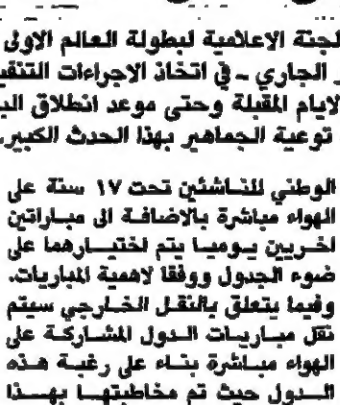 لجنة الاعلامية لبطولة العالم الاولى
ـ الجاري ـ في اتخاذ الاجراءات التنفي
لايام المقبلة وحتى موعد انطلاق الب
توعية الجماهير بهذا الحدث الكبير.
الوطني للناشئين تحت ١٧ سنة على
الهواء مباشرة بالاضافة الى مباراتين
اخريين يوميا يتم اختيارهما على
ضوء الجدول ووفقا لاهمية المباريات.
وفيما يتعلق بالنقل الخارجي سيتم
نقل مباريات الدول المشاركة على
الهواء مباشرة بناء على رغبة هذه
الدول حيث تم مخاطبتها بهذا